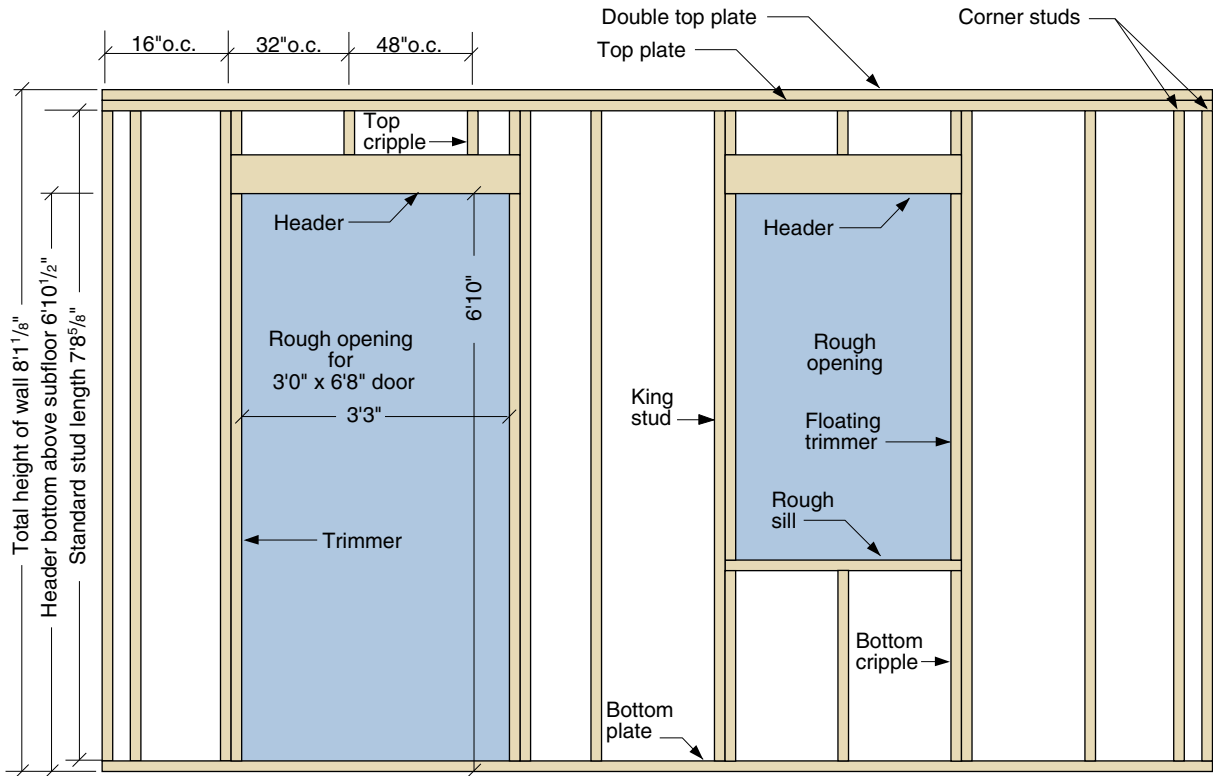 Double top plate
Corner studs
16"o.c.
32"o.c.
48"o.c.
Top plate
Top
cripple
Header
Header
Total height of wall 8'1 1/8"
Header bottom above subfloor 6'10 1/2"
Standard stud length 7'8 5/8"
6'10"
Rough opening
for
3'0" x 6'8" door
3'3"
Rough
opening
King
stud
Floating
trimmer
Rough
sill
Trimmer
Bottom
cripple
Bottom
plate